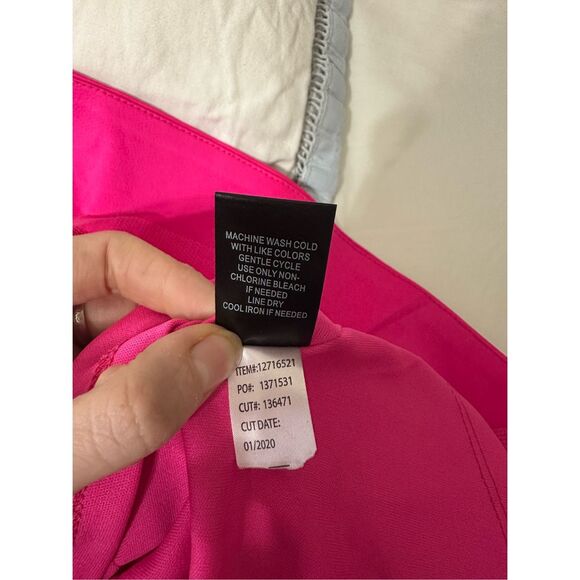 MACHINE WASH COLD
WITH LIKE COLORS
GENTLE CYCLE
USE ONLY NON-
CHLORINE BLEACH
IF NEEDED
LINE DRY
COOL IRON IF NEEDED
ITEM#:12716521
PO#: 1371531
CUT#: 136471
CUT DATE:
01/2020